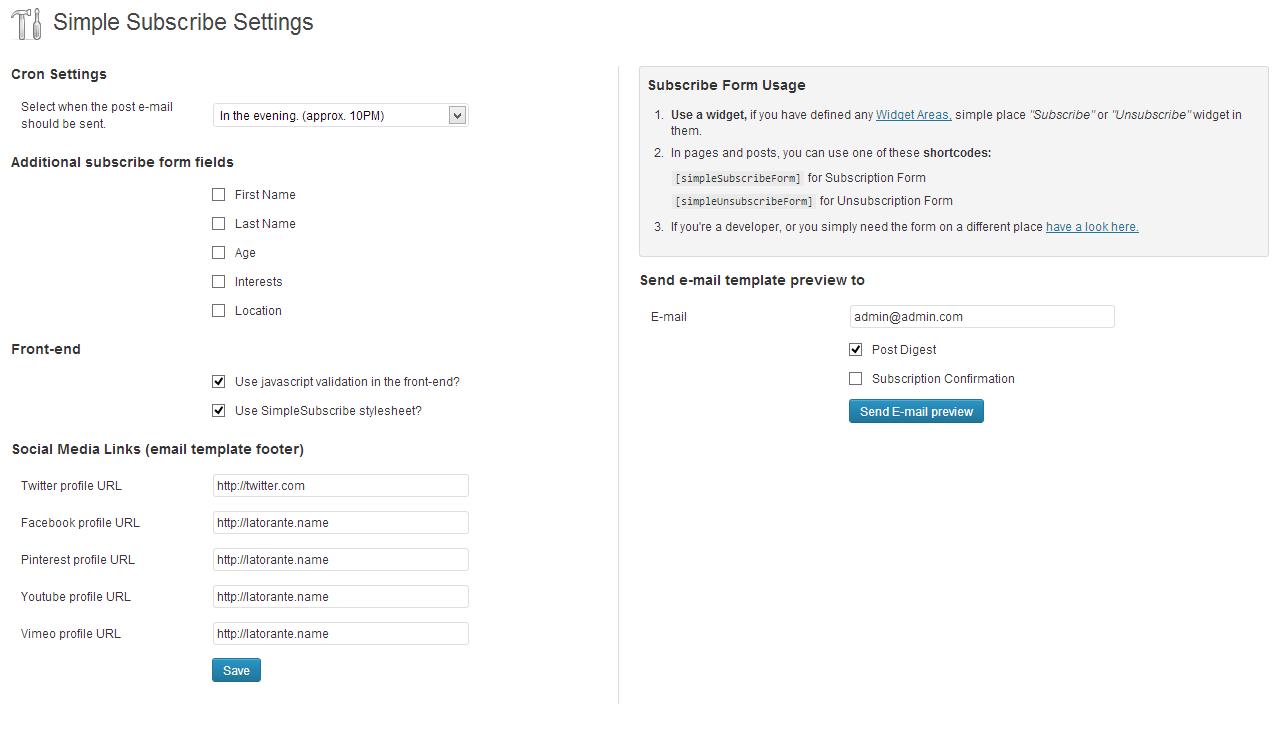 Simple Subscribe Settings
Cron Settings
Select when the post e-mail
should be sent.
In the evening. (approx. 10PM)
Additional subscribe form fields
First Name
Last Name
Age
Interests
Location
Front-end
Use javascript validation in the front-end?
Use SimpleSubscribe stylesheet?
Social Media Links (email template footer)
Twitter profile URL http://twitter.com
Facebook profile URL http://latorante.name
Pinterest profile URL http://latorante.name
Youtube profile URL http://latorante.name
Vimeo profile URL http://latorante.name
Save
Subscribe Form Usage
1. Use a widget, if you have defined any Widget Areas, simple place "Subscribe" or "Unsubscribe" widget in
them.
2. In pages and posts, you can use one of these shortcodes:
[simpleSubscribeForm] for Subscription Form
[simpleUnsubscribeForm] for Unsubscription Form
3. If you're a developer, or you simply need the form on a different place have a look here.
Send e-mail template preview to
E-mail admin@admin.com
Post Digest
Subscription Confirmation
Send E-mail preview